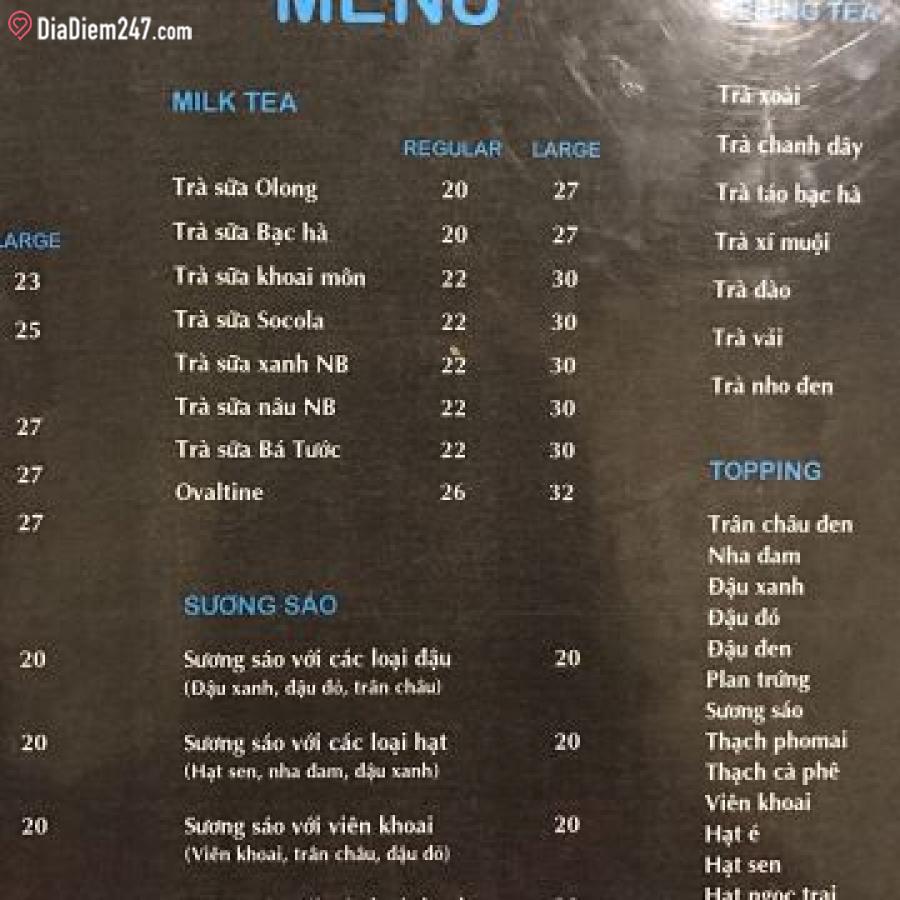 DiaDiem247.com
MENU
LARGE
23
25
27
27
27
20
20
20
MILK TEA
REGULAR LARGE
Trà sữa Olong 20 27
Trà sữa Bạc hà 20 27
Trà sữa khoai môn 22 30
Trà sữa Socola 22 30
Trà sữa xanh NB 22 30
Trà sữa nâu NB 22 30
Trà sữa Bá Tước 22 30
Ovaltine 26 32
SƯƠNG SÁO
Sương sáo với các loại đậu 20
(Đậu xanh, đậu đỏ, trân châu)
Sương sáo với các loại hạt 20
(Hạt sen, nha đam, đậu xanh)
Sương sáo với viên khoai 20
(Viên khoai, trân châu, đậu đỏ)
TEA
Trà xoài
Trà chanh dây
Trà táo bạc hà
Trà xí muội
Trà đào
Trà vải
Trà nho đen
TOPPING
Trân châu đen
Nha đam
Đậu xanh
Đậu đỏ
Đậu đen
Plan trứng
Sương sáo
Thạch phomai
Thạch cà phê
Viên khoai
Hạt é
Hạt sen
Hạt ngọc trai